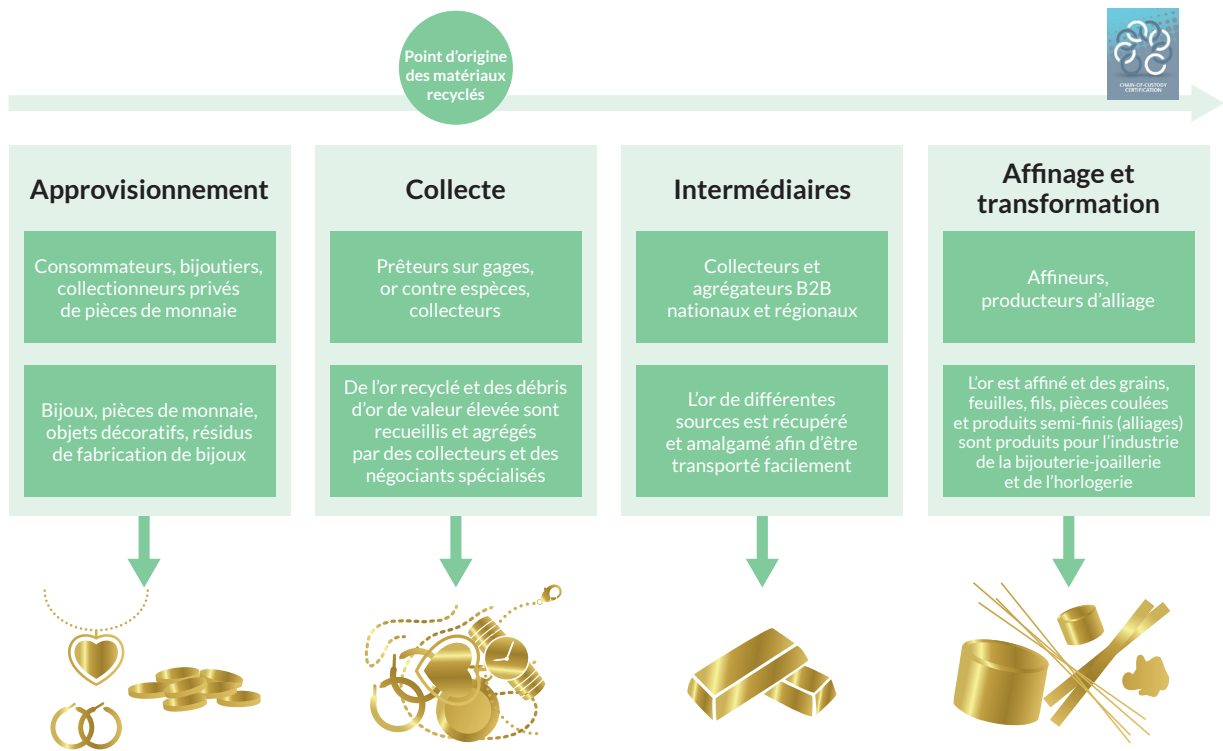 Point d’origine
des matériaux
recyclés
CHAIN-OF-CUSTODY
CERTIFICATION
Approvisionnement
Consommateurs, bijoutiers,
collectionneurs privés
de pièces de monnaie
Bijoux, pièces de monnaie,
objets décoratifs, résidus
de fabrication de bijoux
Collecte
Prêteurs sur gages,
or contre espèces,
collecteurs
De l’or recyclé et des débris
d’or de valeur élevée sont
recueillis et agrégés
par des collecteurs et des
négociants spécialisés
Intermédiaires
Collecteurs et
agrégateurs B2B
nationaux et régionaux
L’or de différentes
sources est récupéré
et amalgamé afin d’être
transporté facilement
Affinage et
transformation
Affineurs,
producteurs d’alliage
L’or est affiné et des grains,
feuilles, fils, pièces coulées
et produits semi-finis (alliages)
sont produits pour l’industrie
de la bijouterie-joaillerie
et de l’horlogerie